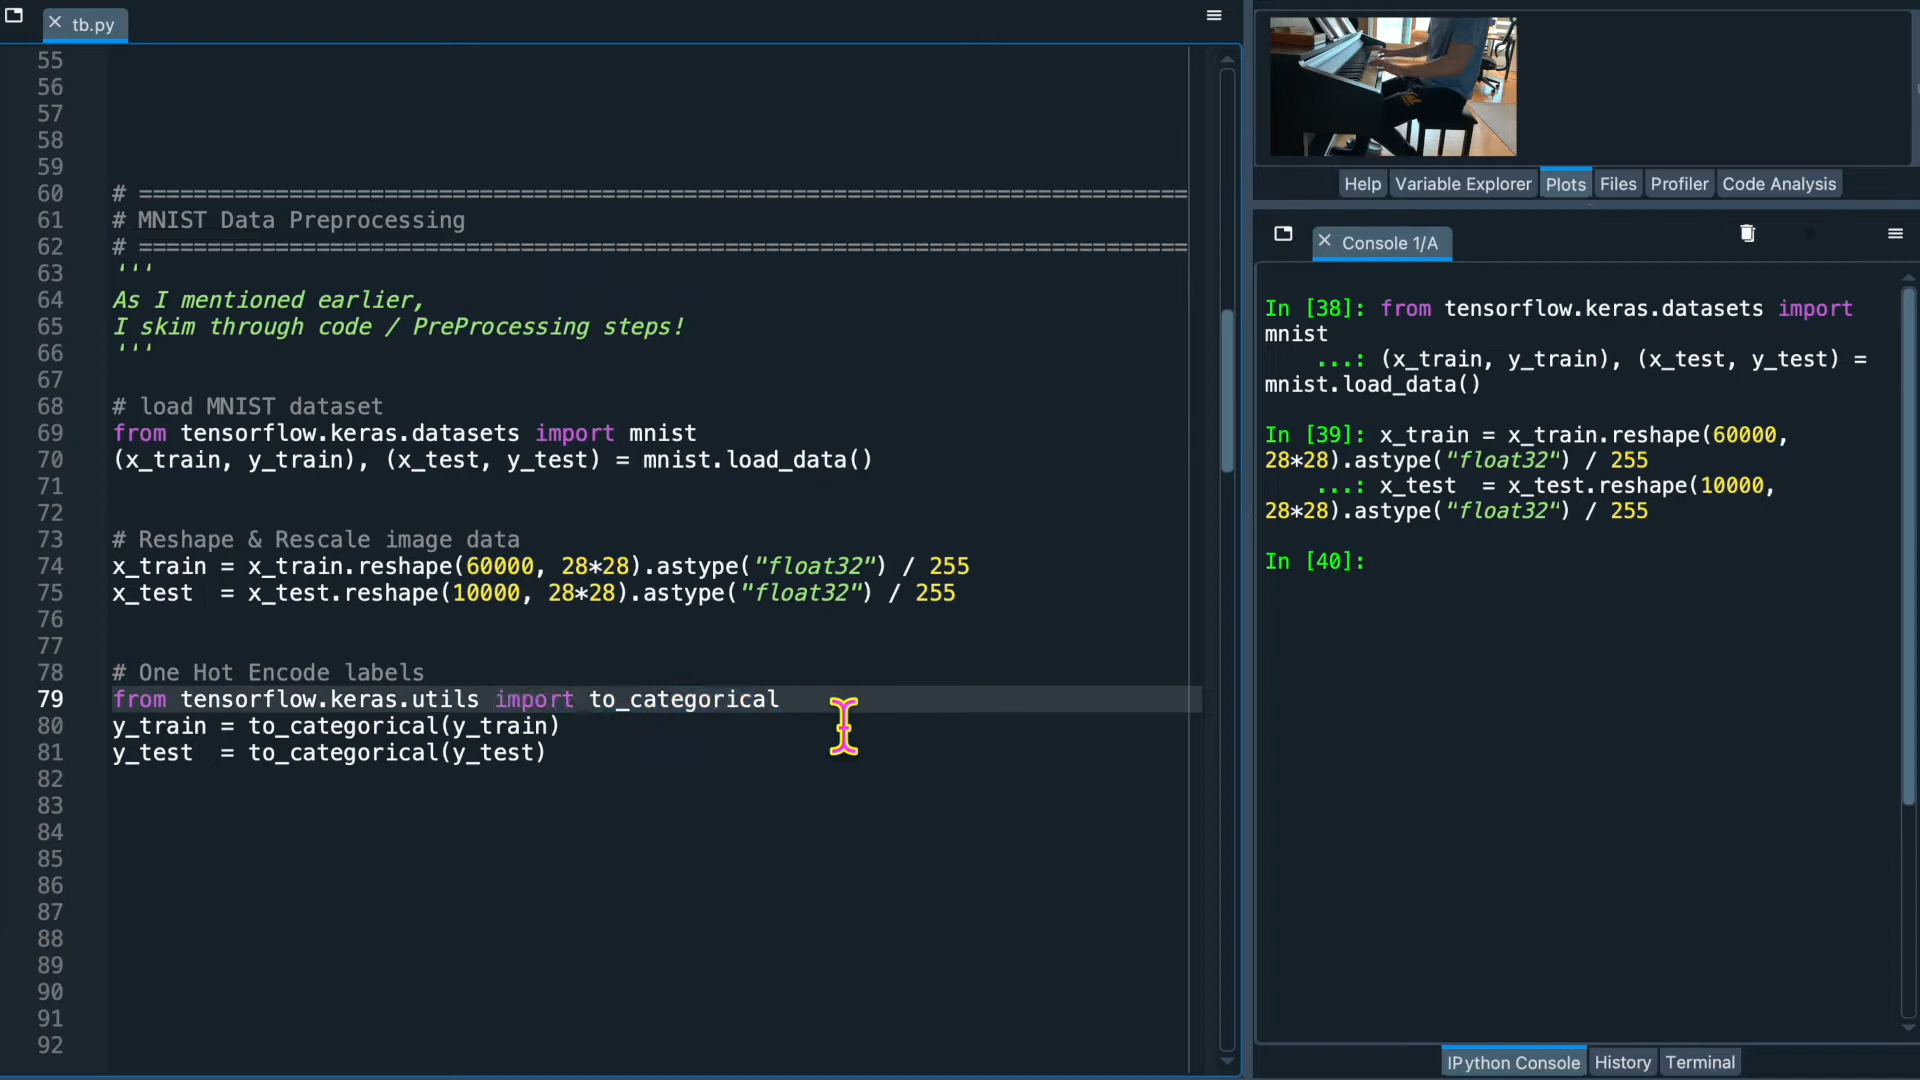 tb.py
55
56
57
58
59
60 # =============================================================================
61 # MNIST Data Preprocessing
62 # =============================================================================
63 '''
64 As I mentioned earlier,
65 I skim through code / PreProcessing steps!
66 '''
67
68 # load MNIST dataset
69 from tensorflow.keras.datasets import mnist
70 (x_train, y_train), (x_test, y_test) = mnist.load_data()
71
72
73 # Reshape & Rescale image data
74 x_train = x_train.reshape(60000, 28*28).astype("float32") / 255
75 x_test  = x_test.reshape(10000, 28*28).astype("float32") / 255
76
77
78 # One Hot Encode labels
79 from tensorflow.keras.utils import to_categorical
80 y_train = to_categorical(y_train)
81 y_test  = to_categorical(y_test)
82
83
84
85
86
87
88
89
90
91
92
Help Variable Explorer Plots Files Profiler Code Analysis
Console 1/A
In [38]: from tensorflow.keras.datasets import
mnist
...: (x_train, y_train), (x_test, y_test) =
mnist.load_data()
In [39]: x_train = x_train.reshape(60000,
28*28).astype("float32") / 255
...: x_test  = x_test.reshape(10000,
28*28).astype("float32") / 255
In [40]:
IPython Console History Terminal